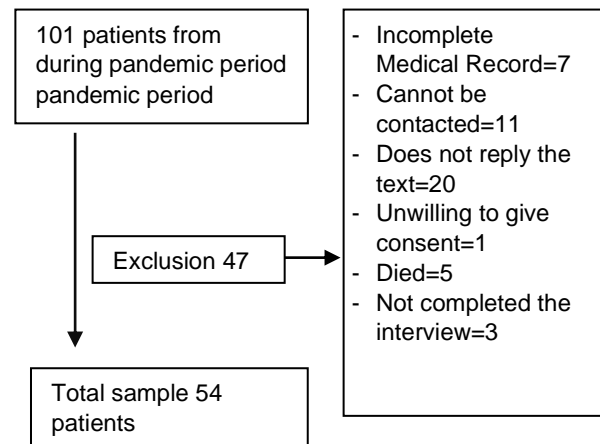 101 patients from
during pandemic period
pandemic period
- Incomplete
Medical Record=7
- Cannot be
contacted=11
- Does not reply the
text=20
- Unwilling to give
consent=1
- Died=5
- Not completed the
interview=3
Exclusion 47
Total sample 54
patients